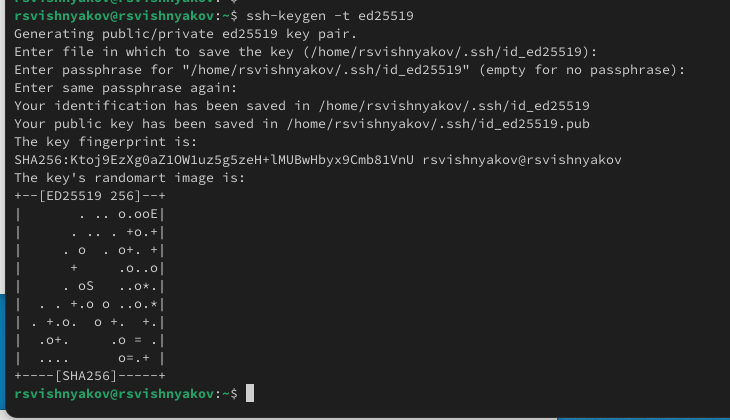 rsvishnyakov@rsvishnyakov:~$ ssh-keygen -t ed25519
Generating public/private ed25519 key pair.
Enter file in which to save the key (/home/rsvishnyakov/.ssh/id_ed25519):
Enter passphrase for "/home/rsvishnyakov/.ssh/id_ed25519" (empty for no passphrase):
Enter same passphrase again:
Your identification has been saved in /home/rsvishnyakov/.ssh/id_ed25519
Your public key has been saved in /home/rsvishnyakov/.ssh/id_ed25519.pub
The key fingerprint is:
SHA256:Ktoj9EzXg0aZ1OW1uz5g5zeH+lMUBwHbyx9Cmb81VnU rsvishnyakov@rsvishnyakov
The key's randomart image is:
+--[ED25519 256]--+
|       . .. o.ooE|
|      . .. . +o.+|
|     . o  . o+. +|
|      +     .o..o|
|     . oS   ..o*.|
|  . . +.o o ..o.*|
| . +.o.  o +.  +.|
|  .o+.     .o = .|
|  ....      o=.+ |
+----[SHA256]-----+
rsvishnyakov@rsvishnyakov:~$